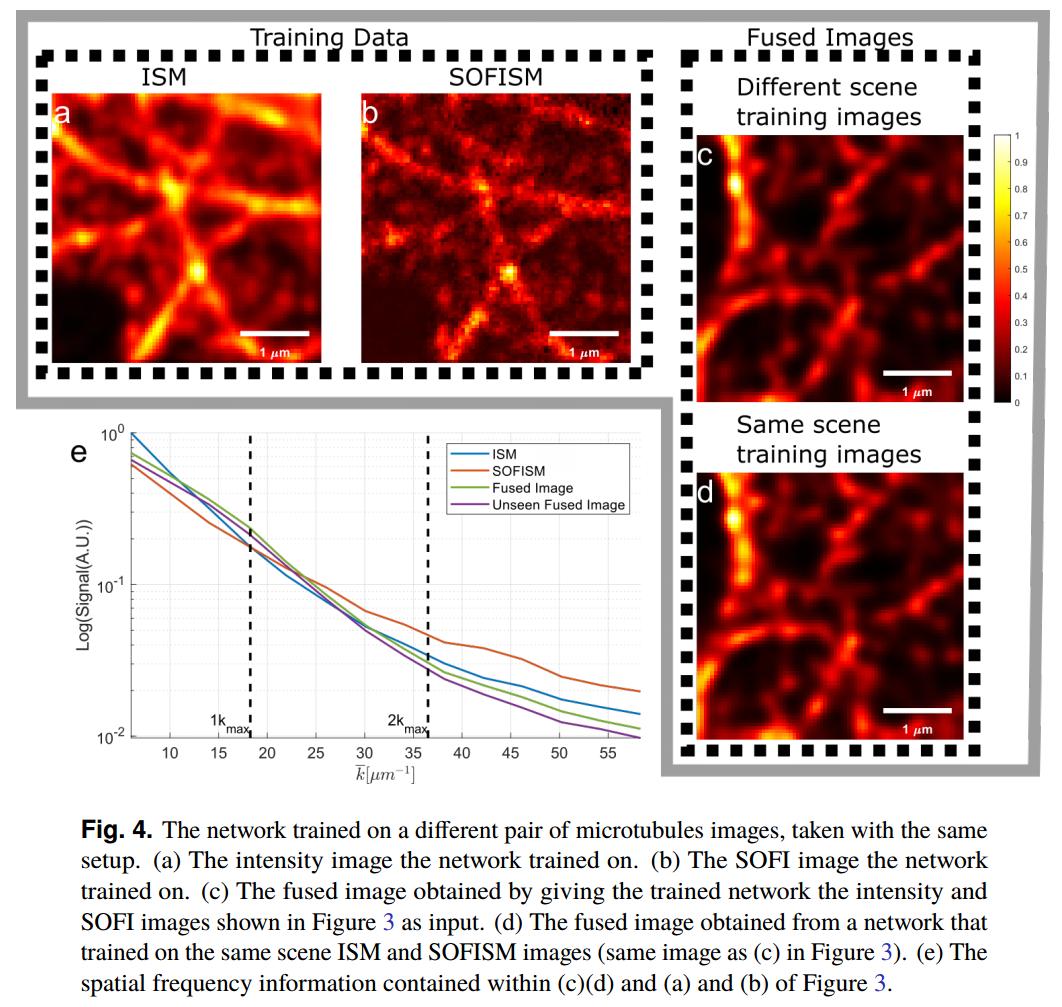 Training Data
ISM
SOFISM
a
b
1 μm
1 μm
Fused Images
Different scene
training images
c
1 μm
Same scene
training images
d
1 μm
1
0.9
0.8
0.7
0.6
0.5
0.4
0.3
0.2
0.1
0
e
Log(Signal(A.U.))
10^0
10^-1
10^-2
ISM
SOFISM
Fused Image
Unseen Fused Image
1k_max
2k_max
10 15 20 25 30 35 40 45 50 55
k̅[μm⁻¹]
Fig. 4. The network trained on a different pair of microtubules images, taken with the same
setup. (a) The intensity image the network trained on. (b) The SOFI image the network
trained on. (c) The fused image obtained by giving the trained network the intensity and
SOFI images shown in Figure 3 as input. (d) The fused image obtained from a network that
trained on the same scene ISM and SOFISM images (same image as (c) in Figure 3). (e) The
spatial frequency information contained within (c)(d) and (a) and (b) of Figure 3.